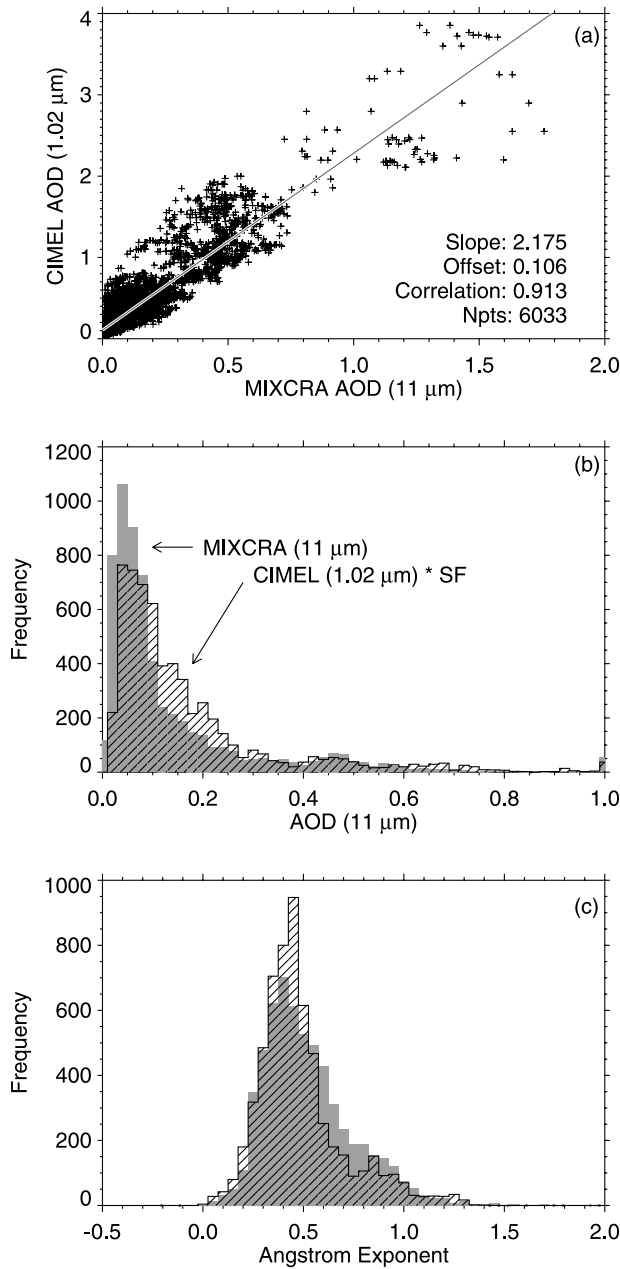 (a)
4
3
2
1
0
CIMEL AOD (1.02 μm)
Slope: 2.175
Offset: 0.106
Correlation: 0.913
Npts: 6033
0.0 0.5 1.0 1.5 2.0
MIXCRA AOD (11 μm)
(b)
1200
1000
800
600
400
200
0
Frequency
MIXCRA (11 μm)
CIMEL (1.02 μm) * SF
0.0 0.2 0.4 0.6 0.8 1.0
AOD (11 μm)
(c)
1000
800
600
400
200
0
Frequency
-0.5 0.0 0.5 1.0 1.5 2.0
Angstrom Exponent